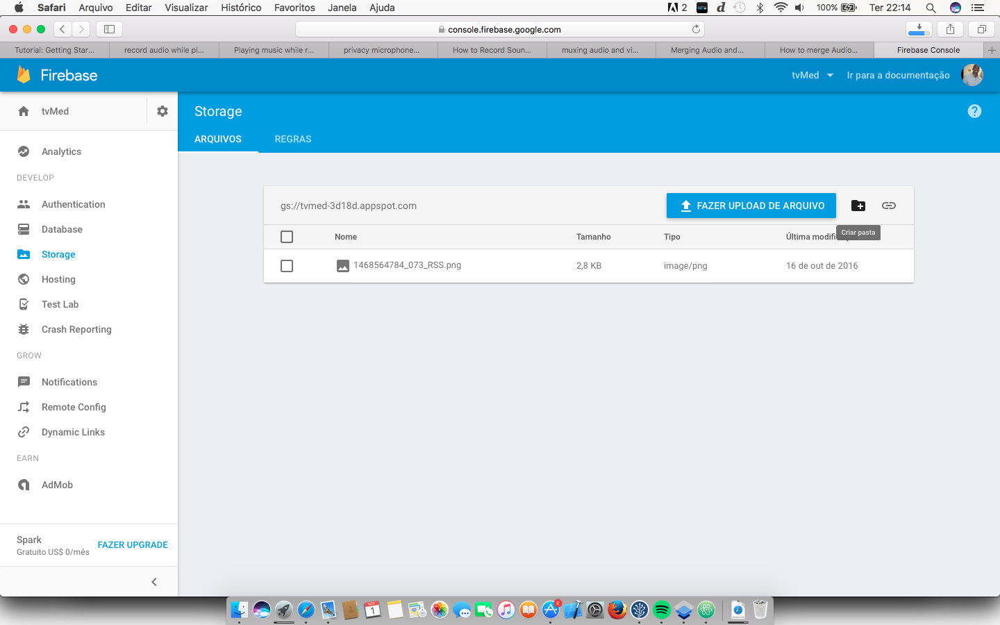 Safari Arquivo Editar Visualizar Histórico Favoritos Janela Ajuda 2 d 100% Ter 22:14
console.firebase.google.com
Tutorial: Getting Star... record audio while pl... Playing music while r... privacy microphone... How to Record Soun... muxing audio and vi... Merging Audio and... How to merge Audio... Firebase Console
Firebase tvMed Ir para a documentação
tvMed
Storage
ARQUIVOS REGRAS
Analytics
DEVELOP
Authentication
Database
Storage
Hosting
Test Lab
Crash Reporting
GROW
Notifications
Remote Config
Dynamic Links
EARN
AdMob
Spark
Gratuito US$ 0/mês
FAZER UPGRADE
gs://tvmed-3d18d.appspot.com FAZER UPLOAD DE ARQUIVO
Criar pasta
Nome Tamanho Tipo Última
1468564784_073_RSS.png 2,8 KB image/png 16 de out de 2016
NOV
1
2